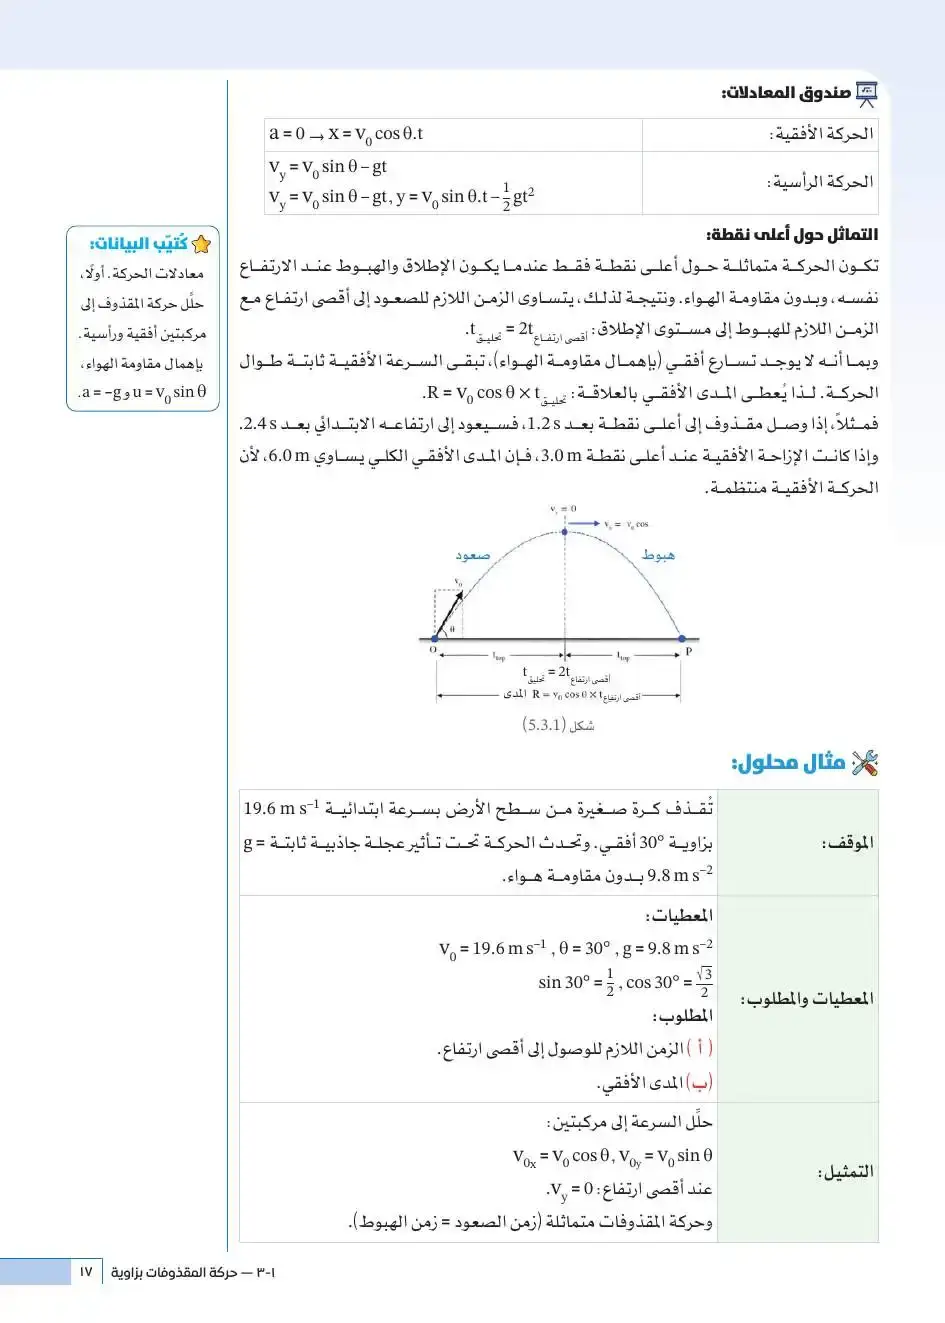 صندوق المعادلات:
الحركة الأفقية: a = 0 → x = v₀ cos θ.t
الحركة الرأسية:
v_y = v₀ sin θ – gt
v_y = v₀ sin θ – gt, y = v₀ sin θ.t – ½gt²
التماثل حول أعلى نقطة:
تكون الحركة متماثلة حول أعلى نقطة فقط عندما يكون الإطلاق والهبوط عند الارتفاع
نفسه، وبدون مقاومة الهواء. ونتيجة لذلك، يتساوى الزمن اللازم للصعود إلى أقصى ارتفاع مع
الزمن اللازم للهبوط إلى مستوى الإطلاق: t تحليق = 2t أقصى ارتفاع.
وبما أنه لا يوجد تسارع أفقي (بإهمال مقاومة الهواء)، تبقى السرعة الأفقية ثابتة طوال
الحركة. لذا يُعطى المدى الأفقي بالعلاقة: R = v₀ cos θ × t تحليق.
فمثلاً، إذا وصل مقذوف إلى أعلى نقطة بعد 1.2 s، فسيعود إلى ارتفاعه الابتدائي بعد 2.4 s.
وإذا كانت الإزاحة الأفقية عند أعلى نقطة 3.0 m، فإن المدى الأفقي الكلي يساوي 6.0 m، لأن
الحركة الأفقية منتظمة.
كُتيّب البيانات:
معادلات الحركة. أولًا،
حلّل حركة المقذوف إلى
مركبتين أفقية ورأسية.
بإهمال مقاومة الهواء،
u = v₀ sin θ و a = –g.
= 0
= v₀ cos
صعود
هبوط
v₀
θ
O
P
t_top
t_top
t تحليق = 2t أقصى ارتفاع
المدى R = v₀ cos θ × t أقصى ارتفاع
شكل (5.3.1)
مثال محلول:
الموقف:
تُقذف كرة صغيرة من سطح الأرض بسرعة ابتدائية 19.6 m s⁻¹
بزاوية 30° أفقي. وتحدث الحركة تحت تأثير عجلة جاذبية ثابتة g =
9.8 m s⁻² بدون مقاومة هواء.
المعطيات والمطلوب:
المعطيات:
v₀ = 19.6 m s⁻¹ , θ = 30° , g = 9.8 m s⁻²
sin 30° = ½ , cos 30° = √3/2
المطلوب:
(أ) الزمن اللازم للوصول إلى أقصى ارتفاع.
(ب) المدى الأفقي.
التمثيل:
حلِّل السرعة إلى مركبتين:
v₀ₓ = v₀ cos θ, v₀y = v₀ sin θ
عند أقصى ارتفاع: v_y = 0.
وحركة المقذوفات متماثلة (زمن الصعود = زمن الهبوط).
٣-١ — حركة المقذوفات بزاوية
١٧